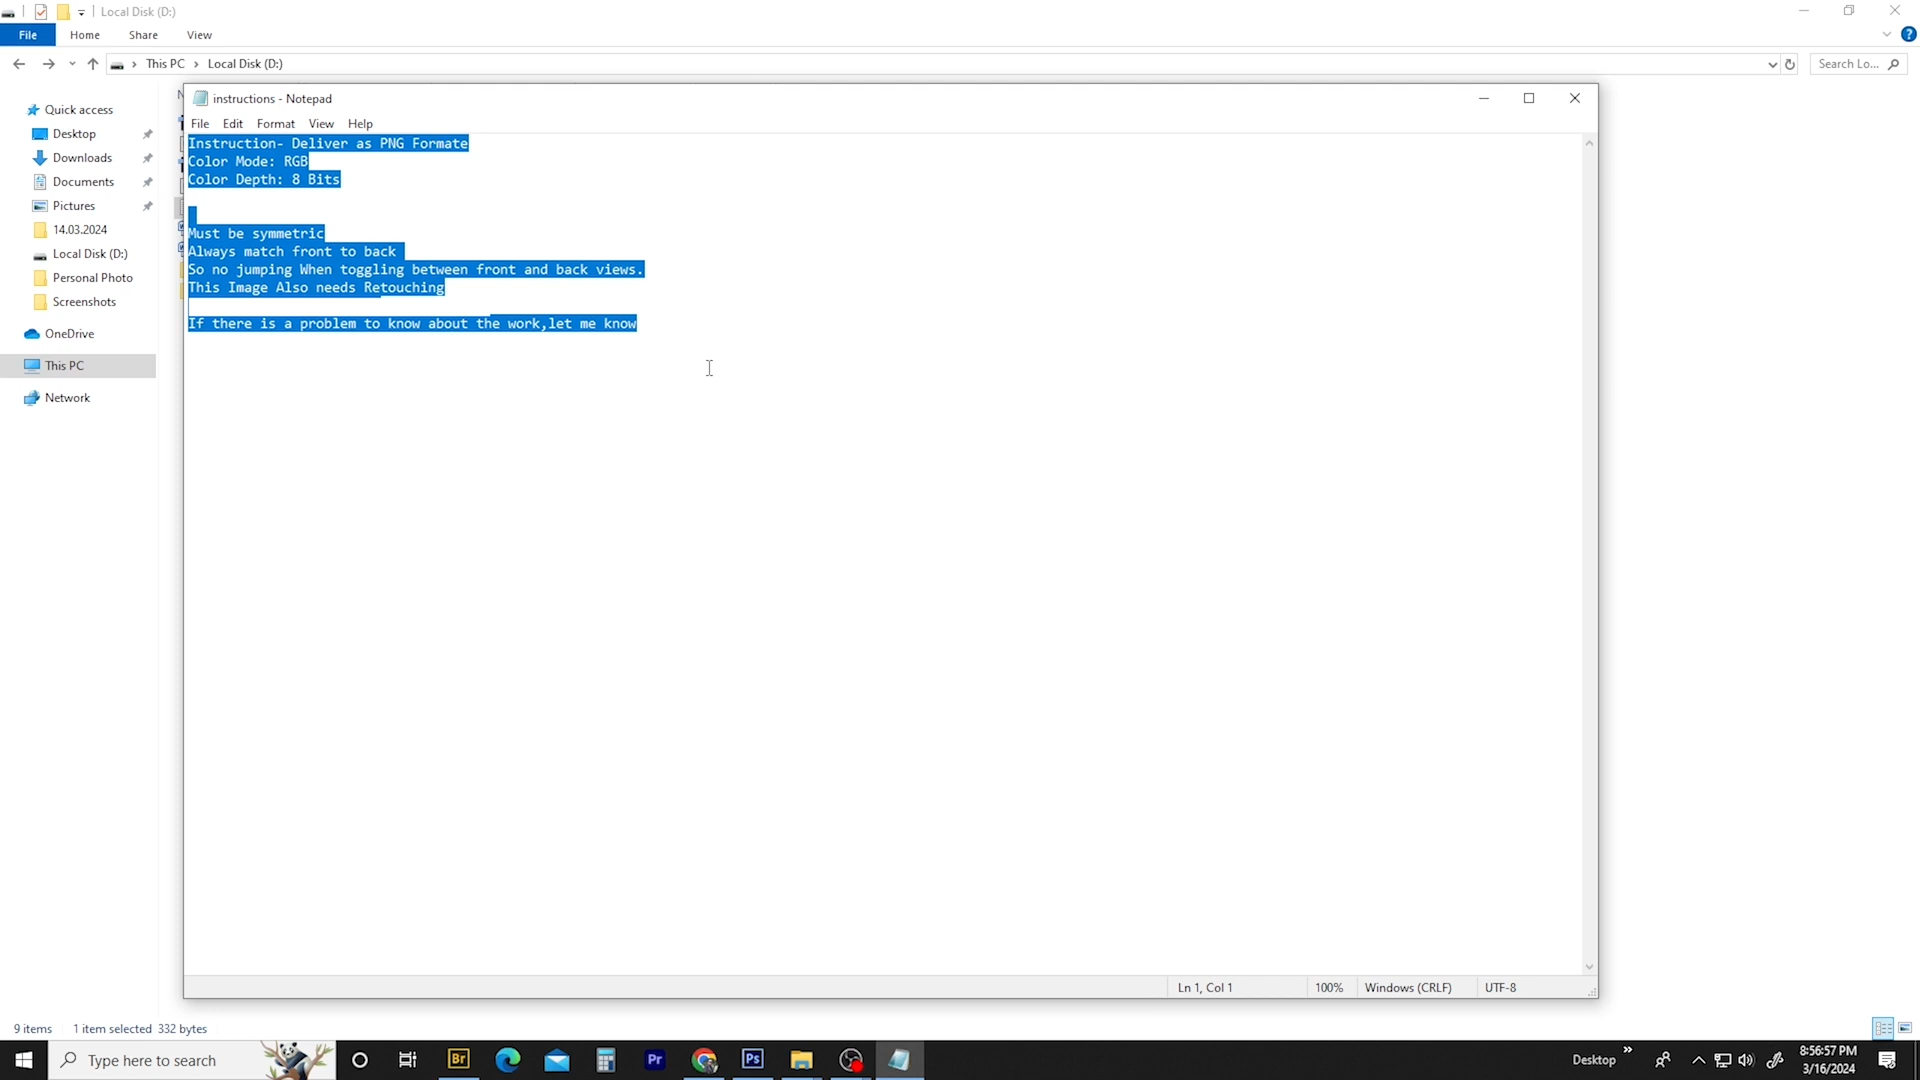 Local Disk (D:)
File Home Share View
This PC Local Disk (D:) Search Lo...
Quick access
Desktop
Downloads
Documents
Pictures
14.03.2024
Local Disk (D:)
Personal Photo
Screenshots
OneDrive
This PC
Network
instructions - Notepad
File Edit Format View Help
Instruction- Deliver as PNG Formate
Color Mode: RGB
Color Depth: 8 Bits
Must be symmetric
Always match front to back
So no jumping When toggling between front and back views.
This Image Also needs Retouching
If there is a problem to know about the work,let me know
Ln 1, Col 1 100% Windows (CRLF) UTF-8
9 items 1 item selected 332 bytes
Type here to search Br Pr Ps Desktop 8:56:57 PM
3/16/2024